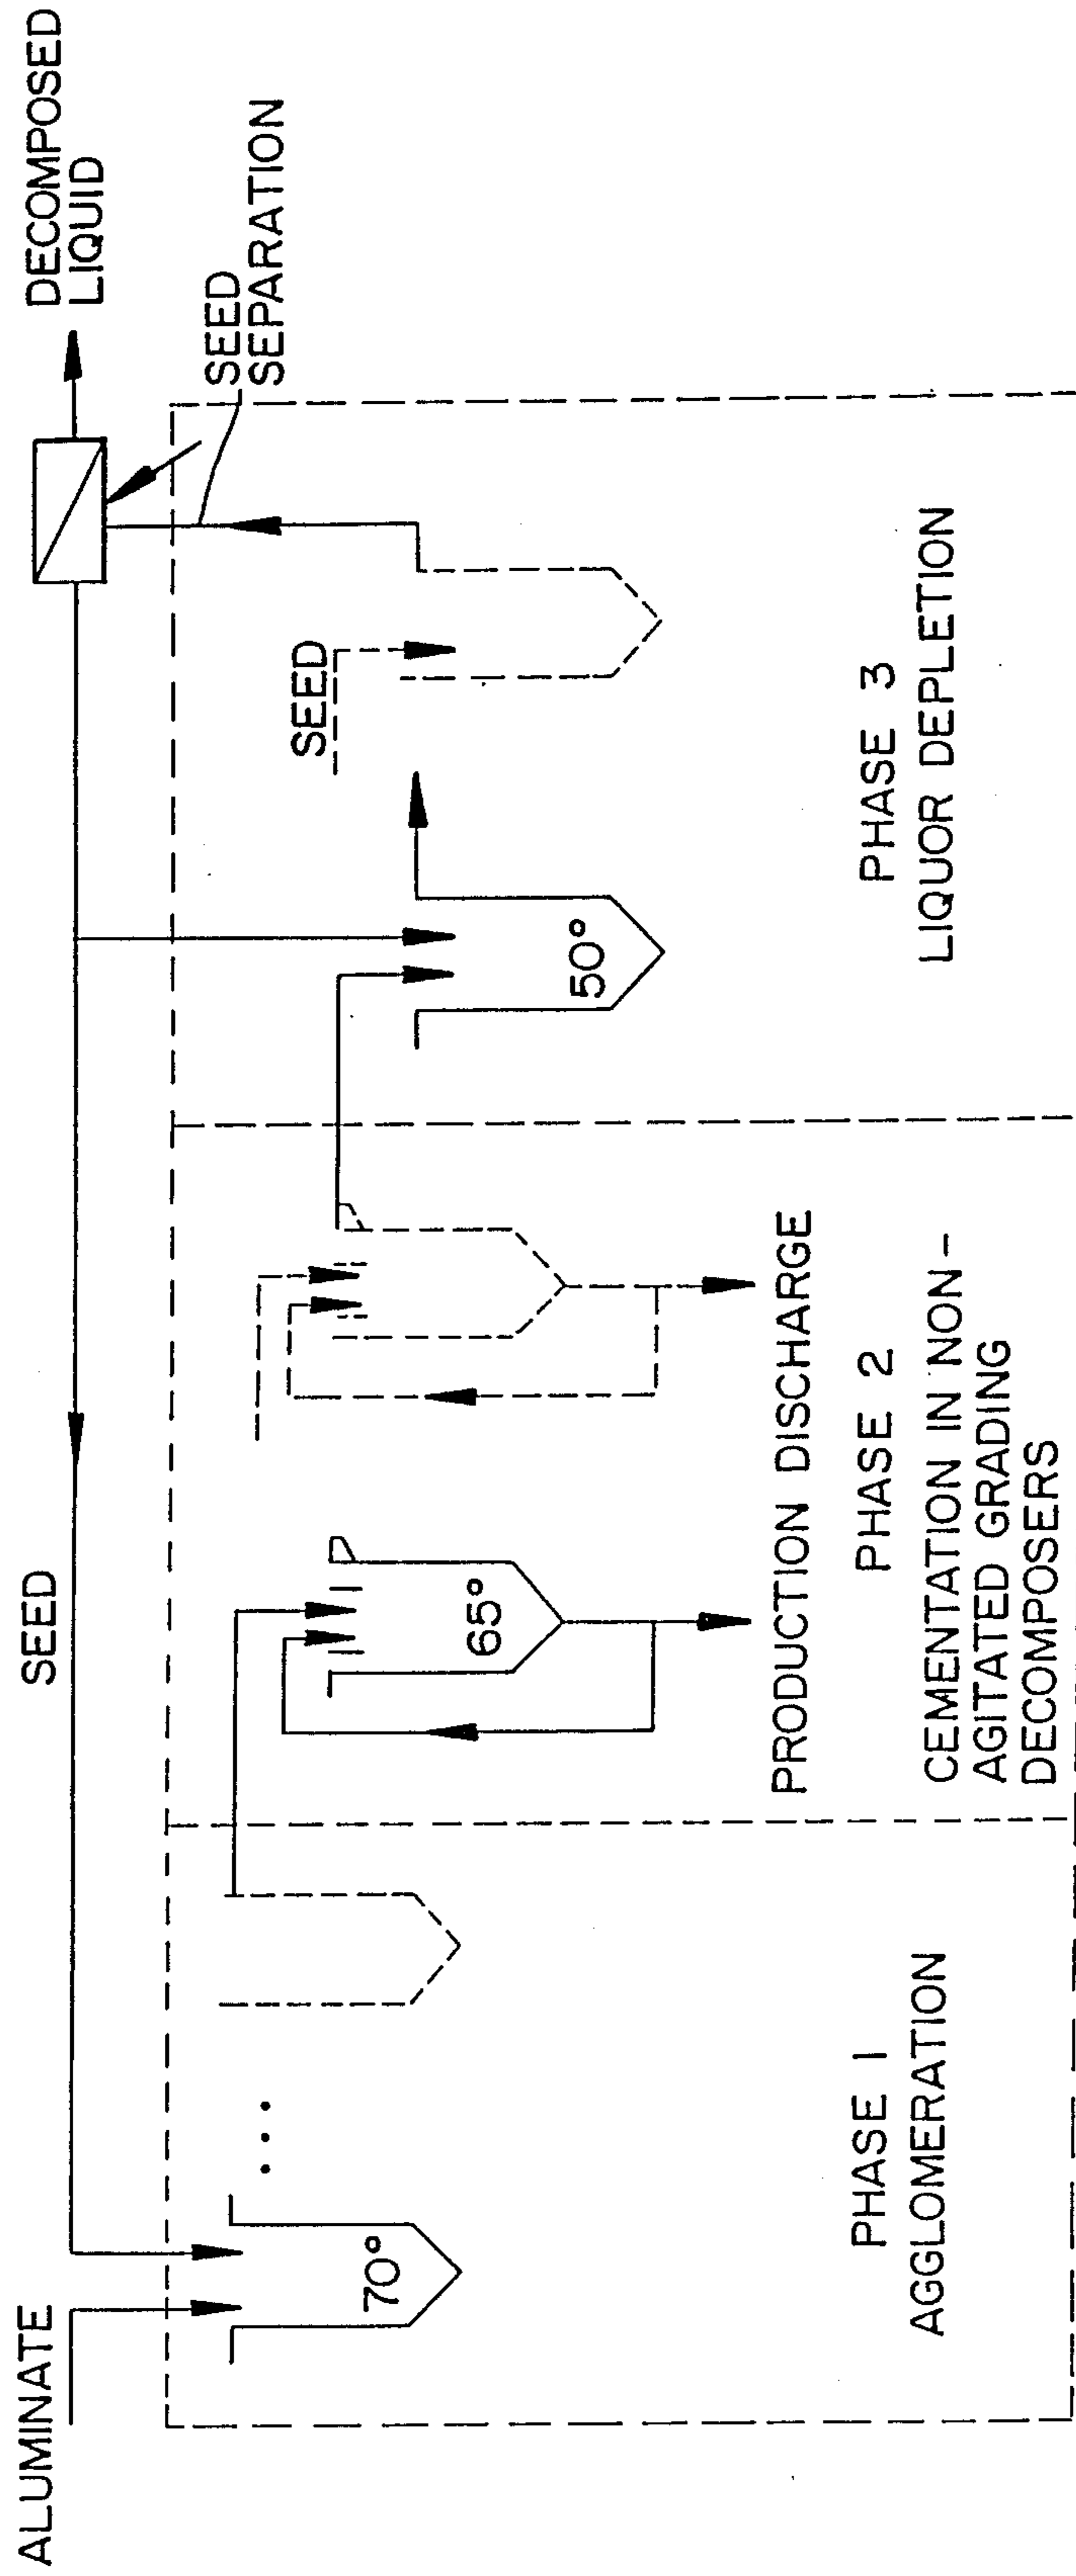 ALUMINATE
SEED
DECOMPOSED
LIQUID
SEED
SEPARATION
70°
65°
SEED
50°
PRODUCTION DISCHARGE
PHASE 1
AGGLOMERATION
PHASE 2
CEMENTATION IN NON-
AGITATED GRADING
DECOMPOSERS
PHASE 3
LIQUOR DEPLETION